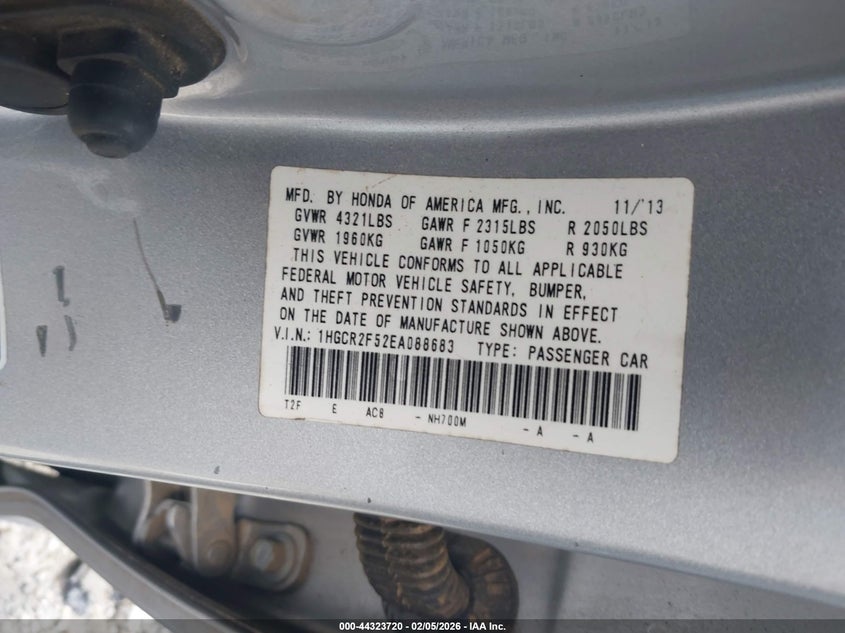 MFD. BY HONDA OF AMERICA MFG., INC. 11/'13
GVWR 4321LBS GAWR F 2315LBS R 2050LBS
GVWR 1960KG GAWR F 1050KG R 930KG
THIS VEHICLE CONFORMS TO ALL APPLICABLE
FEDERAL MOTOR VEHICLE SAFETY, BUMPER,
AND THEFT PREVENTION STANDARDS IN EFFECT
ON THE DATE OF MANUFACTURE SHOWN ABOVE.
V.I.N.: 1HGCR2F52EA088683 TYPE: PASSENGER CAR
T2F E AC8 - NH700M - A - A
000-44323720 — 02/05/2026 — IAA Inc.